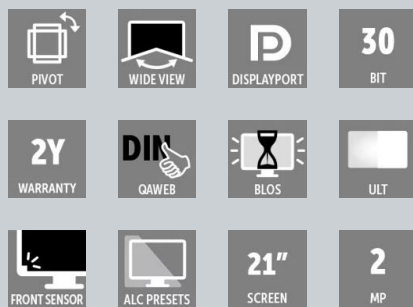 PIVOT
WIDE VIEW
DISPLAYPORT
30
BIT
2Y
WARRANTY
DIN
QAWEB
BLOS
ULT
FRONT SENSOR
ALC PRESETS
21"
SCREEN
2
MP